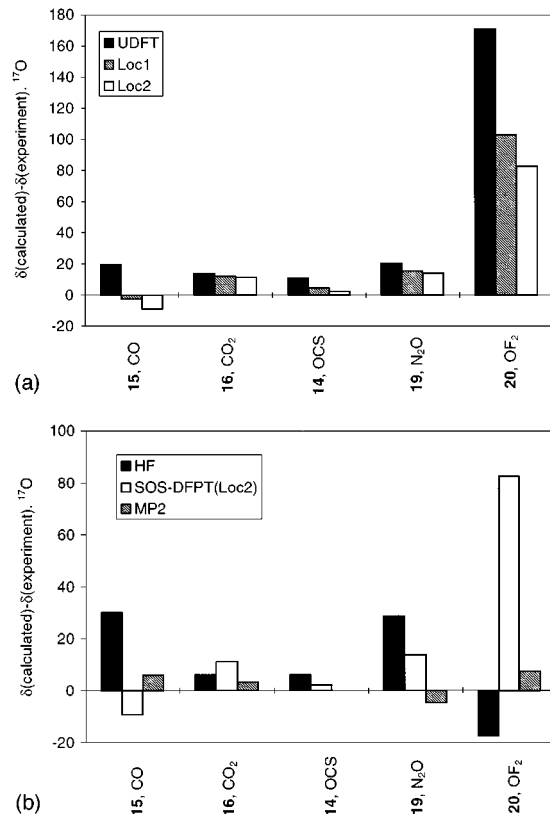 180
160
140
120
100
80
60
40
20
0
-20
δ(calculated)-δ(experiment). ¹⁷O
UDFT
Loc1
Loc2
15, CO
16, CO₂
14, OCS
19, N₂O
20, OF₂
(a)
100
80
60
40
20
0
-20
δ(calculated)-δ(experiment). ¹⁷O
HF
SOS-DFPT(Loc2)
MP2
15, CO
16, CO₂
14, OCS
19, N₂O
20, OF₂
(b)